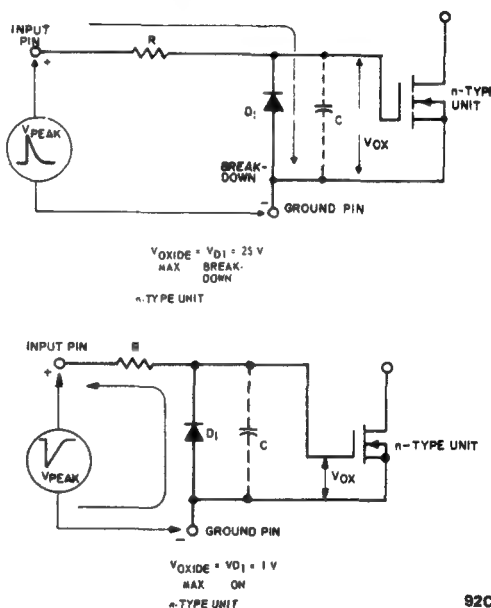 INPUT
PIN
+
R
VPEAK
D1
C
VOX
n-TYPE
UNIT
BREAK-
DOWN
−
GROUND PIN
VOXIDE = VD1 = 25 V
MAX BREAK-
DOWN
n-TYPE UNIT
INPUT PIN
R
+
VPEAK
D1
C
n-TYPE UNIT
VOX
−
GROUND PIN
VOXIDE = VD1 = 1 V
MAX ON
n-TYPE UNIT
92C